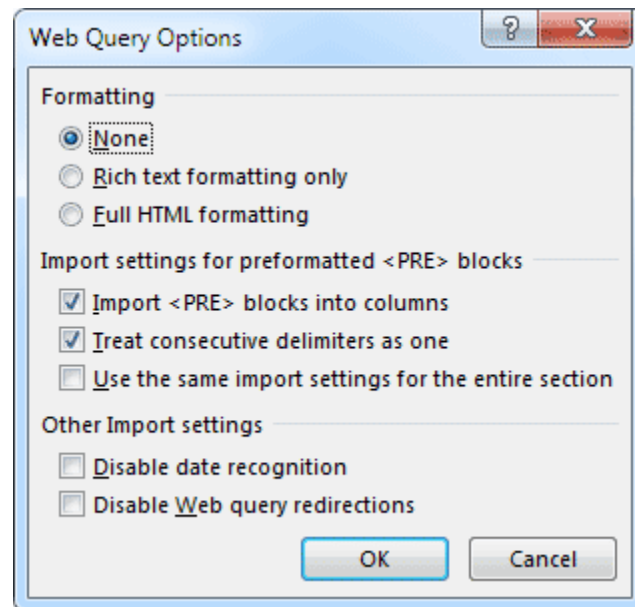 Web Query Options
Formatting
None
Rich text formatting only
Full HTML formatting
Import settings for preformatted <PRE> blocks
Import <PRE> blocks into columns
Treat consecutive delimiters as one
Use the same import settings for the entire section
Other Import settings
Disable date recognition
Disable Web query redirections
OK Cancel